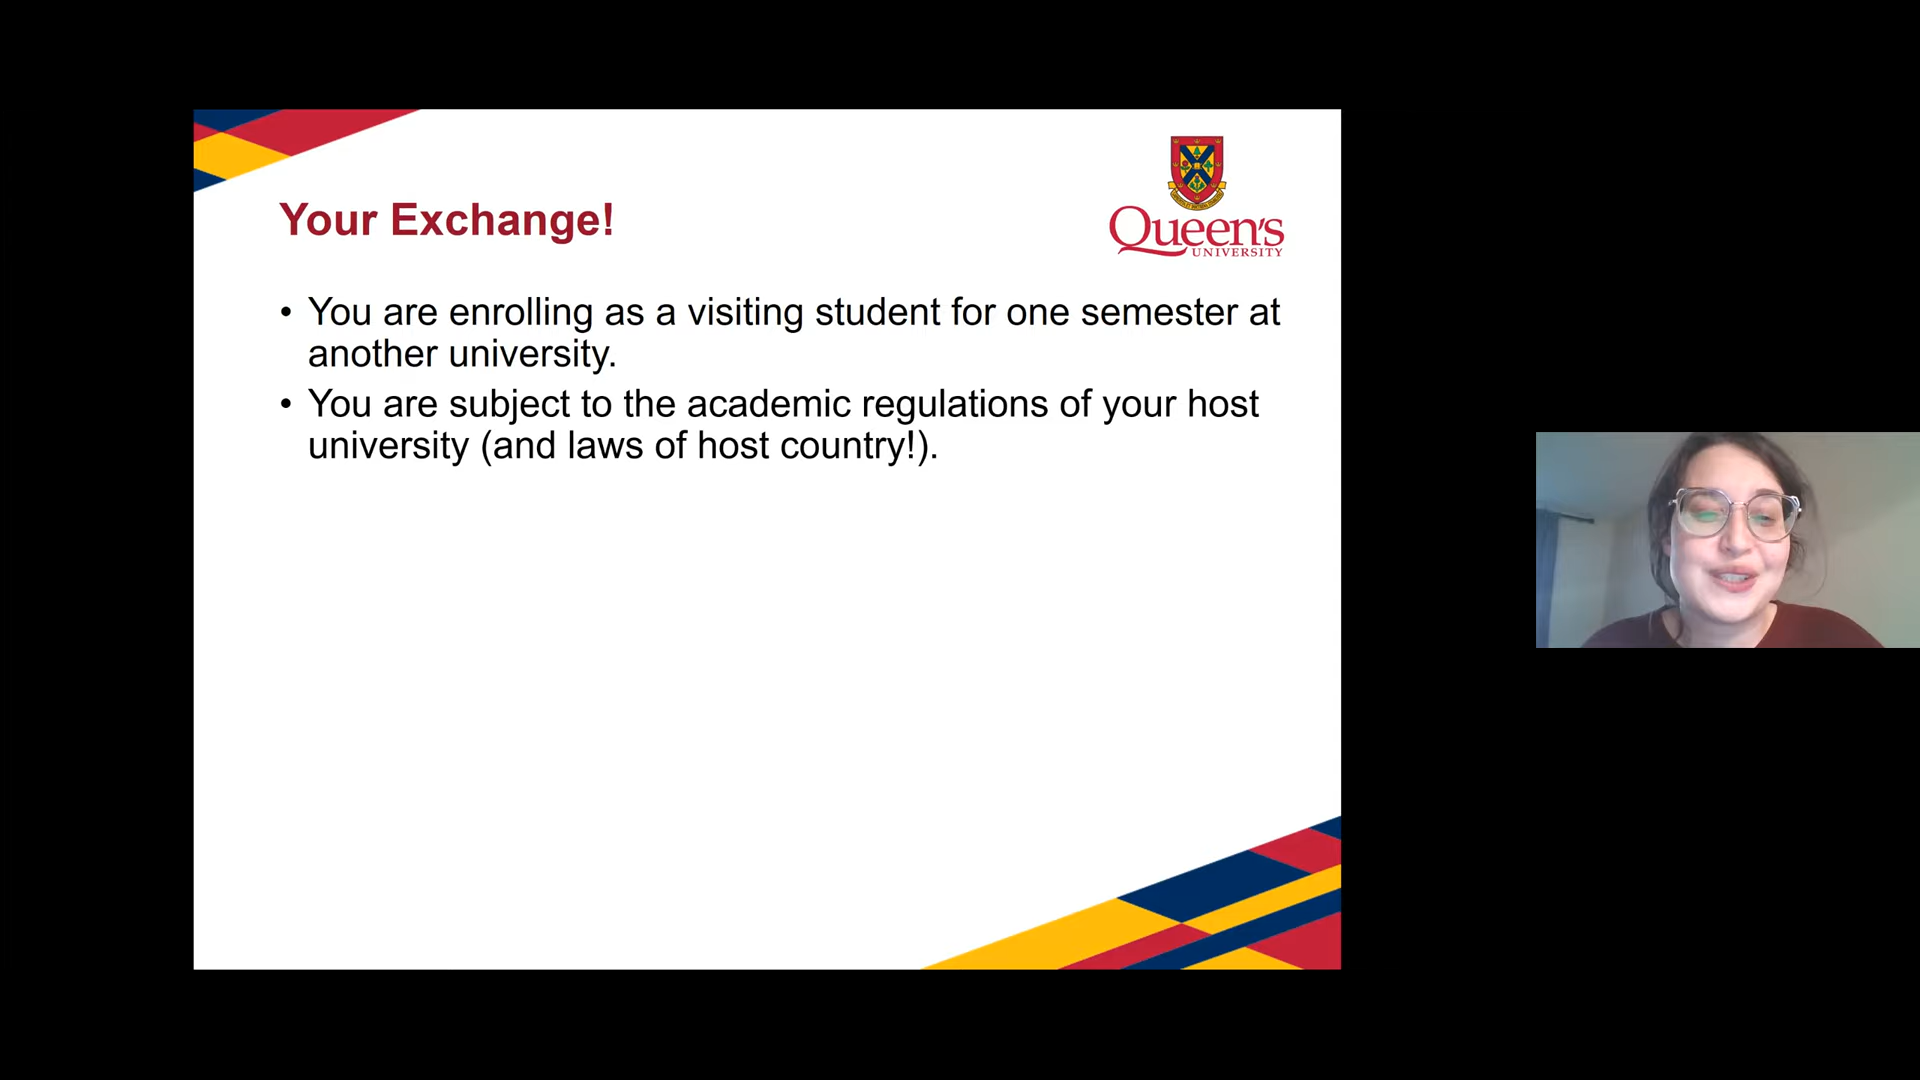 Your Exchange!
Queen's
UNIVERSITY
• You are enrolling as a visiting student for one semester at
another university.
• You are subject to the academic regulations of your host
university (and laws of host country!).